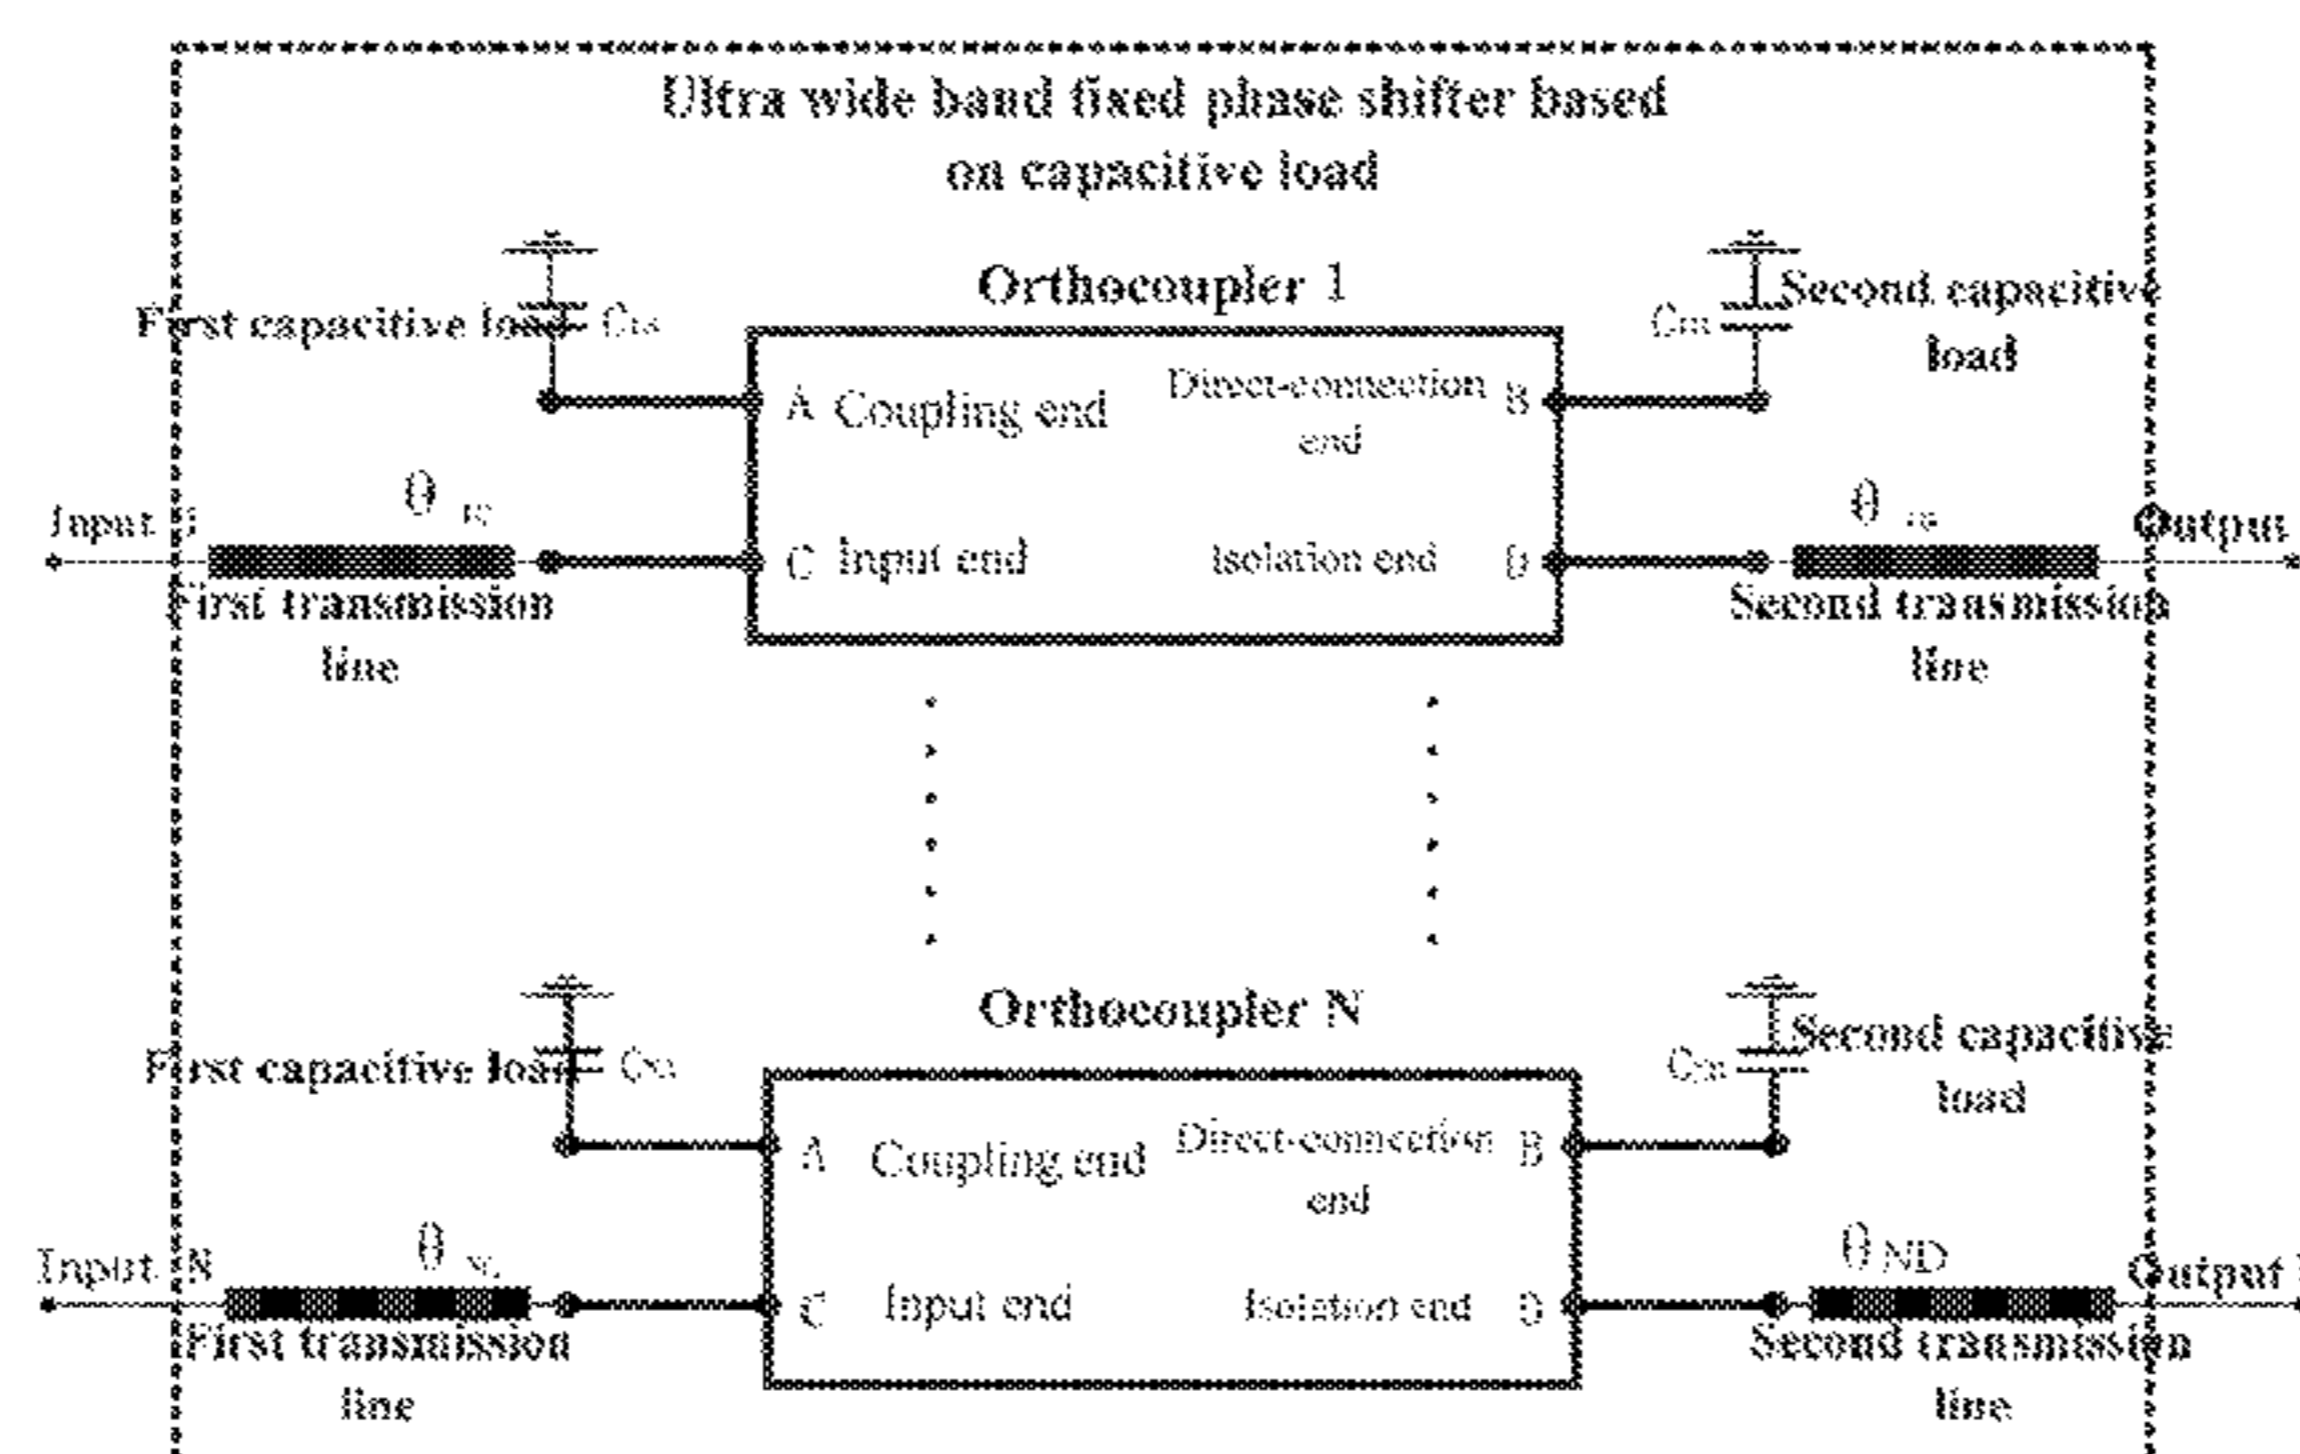 Ultra wide band fixed phase shifter based
on capacitive load
Orthocoupler 1
First capacitive load
Second capacitive
load
A Coupling end
Direct-connection B
end
θ
θ
Input
Output
C Input end
Isolation end D
First transmission
line
Second transmission
line
Orthocoupler N
First capacitive load
Second capacitive
load
A Coupling end
Direct-connection B
end
θ
θ ND
Input N
Output
C Input end
Isolation end D
First transmission
line
Second transmission
line